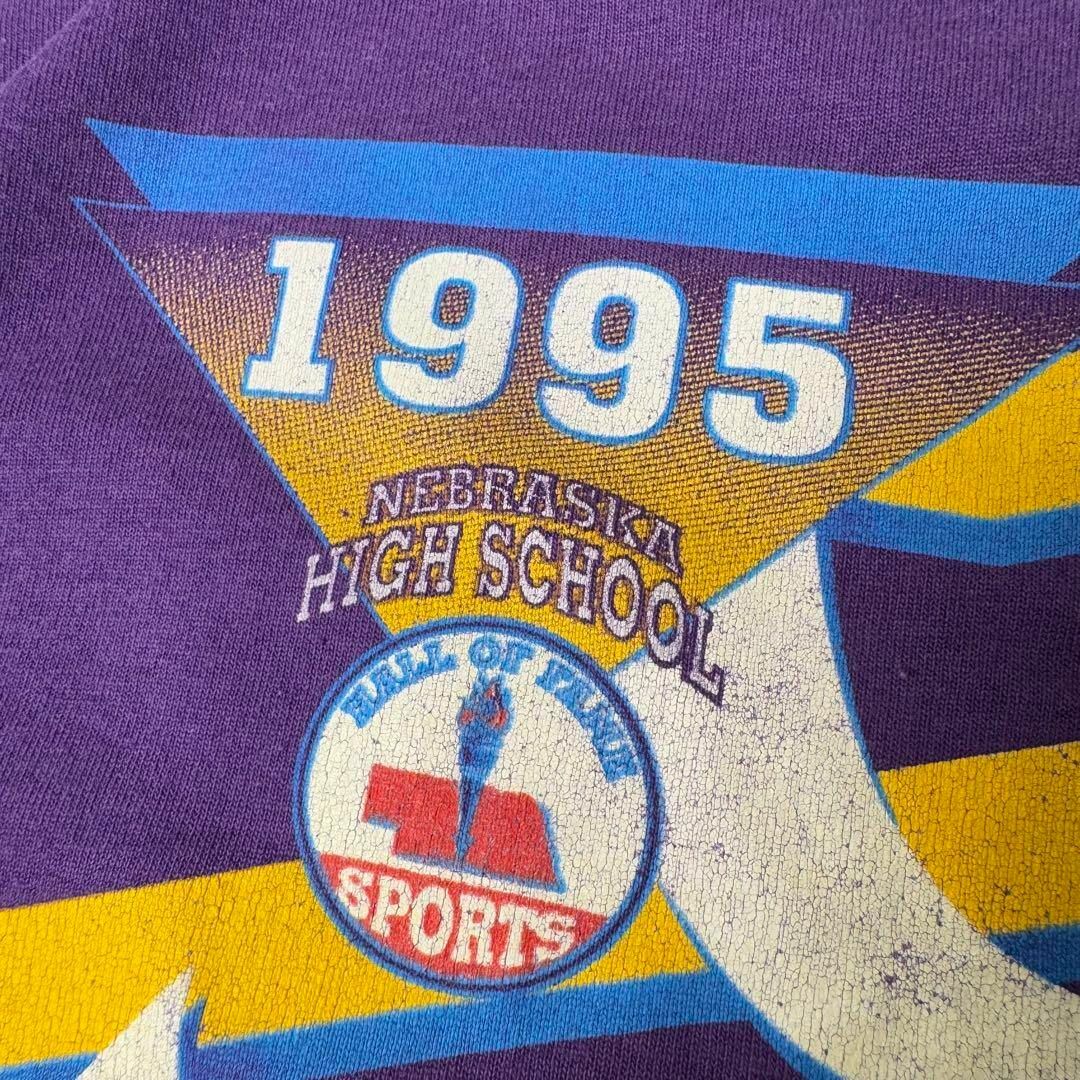 1995
NEBRASKA
HIGH SCHOOL
HALL OF FAME
SPORTS